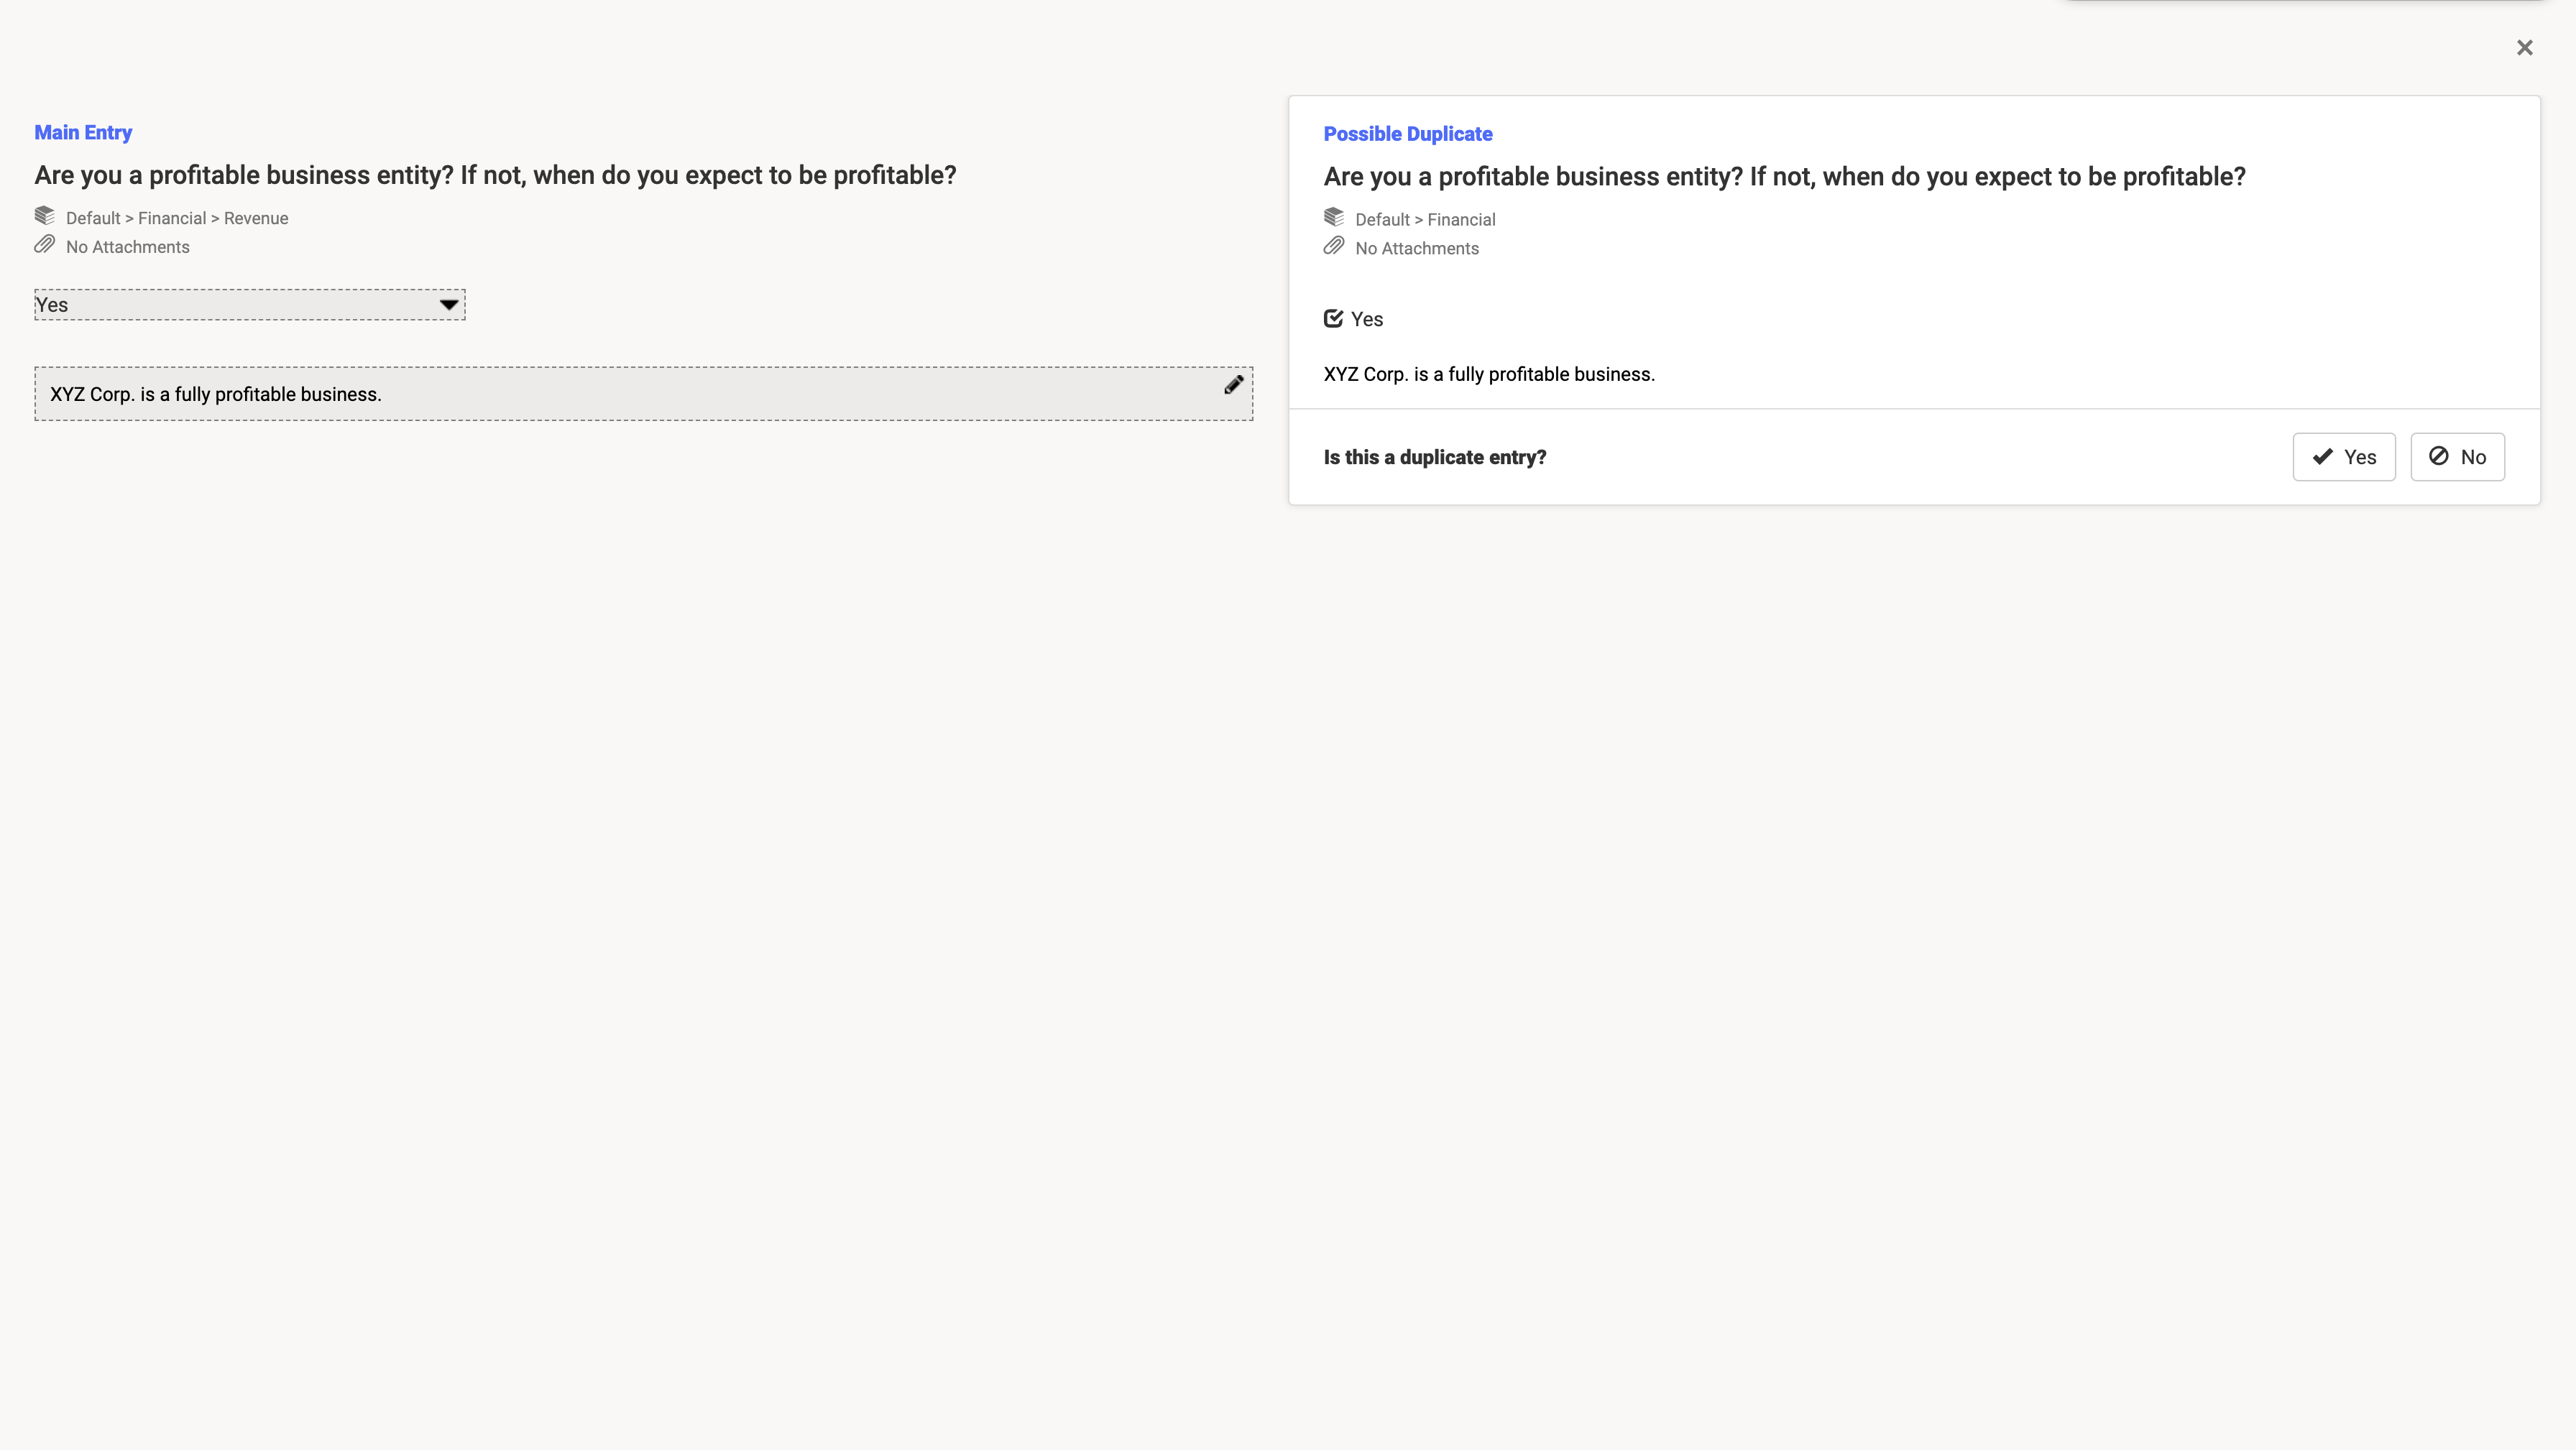 Main Entry
Are you a profitable business entity? If not, when do you expect to be profitable?
Default > Financial > Revenue
No Attachments
Yes
XYZ Corp. is a fully profitable business.
Possible Duplicate
Are you a profitable business entity? If not, when do you expect to be profitable?
Default > Financial
No Attachments
Yes
XYZ Corp. is a fully profitable business.
Is this a duplicate entry?
Yes
No